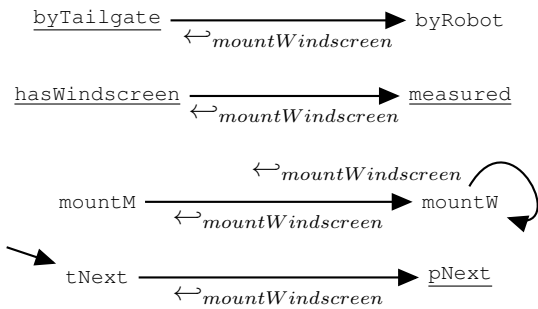 byTailgate byRobot
↩mountWindscreen
hasWindscreen measured
↩mountWindscreen
↩mountWindscreen
mountM mountW
↩mountWindscreen
tNext pNext
↩mountWindscreen